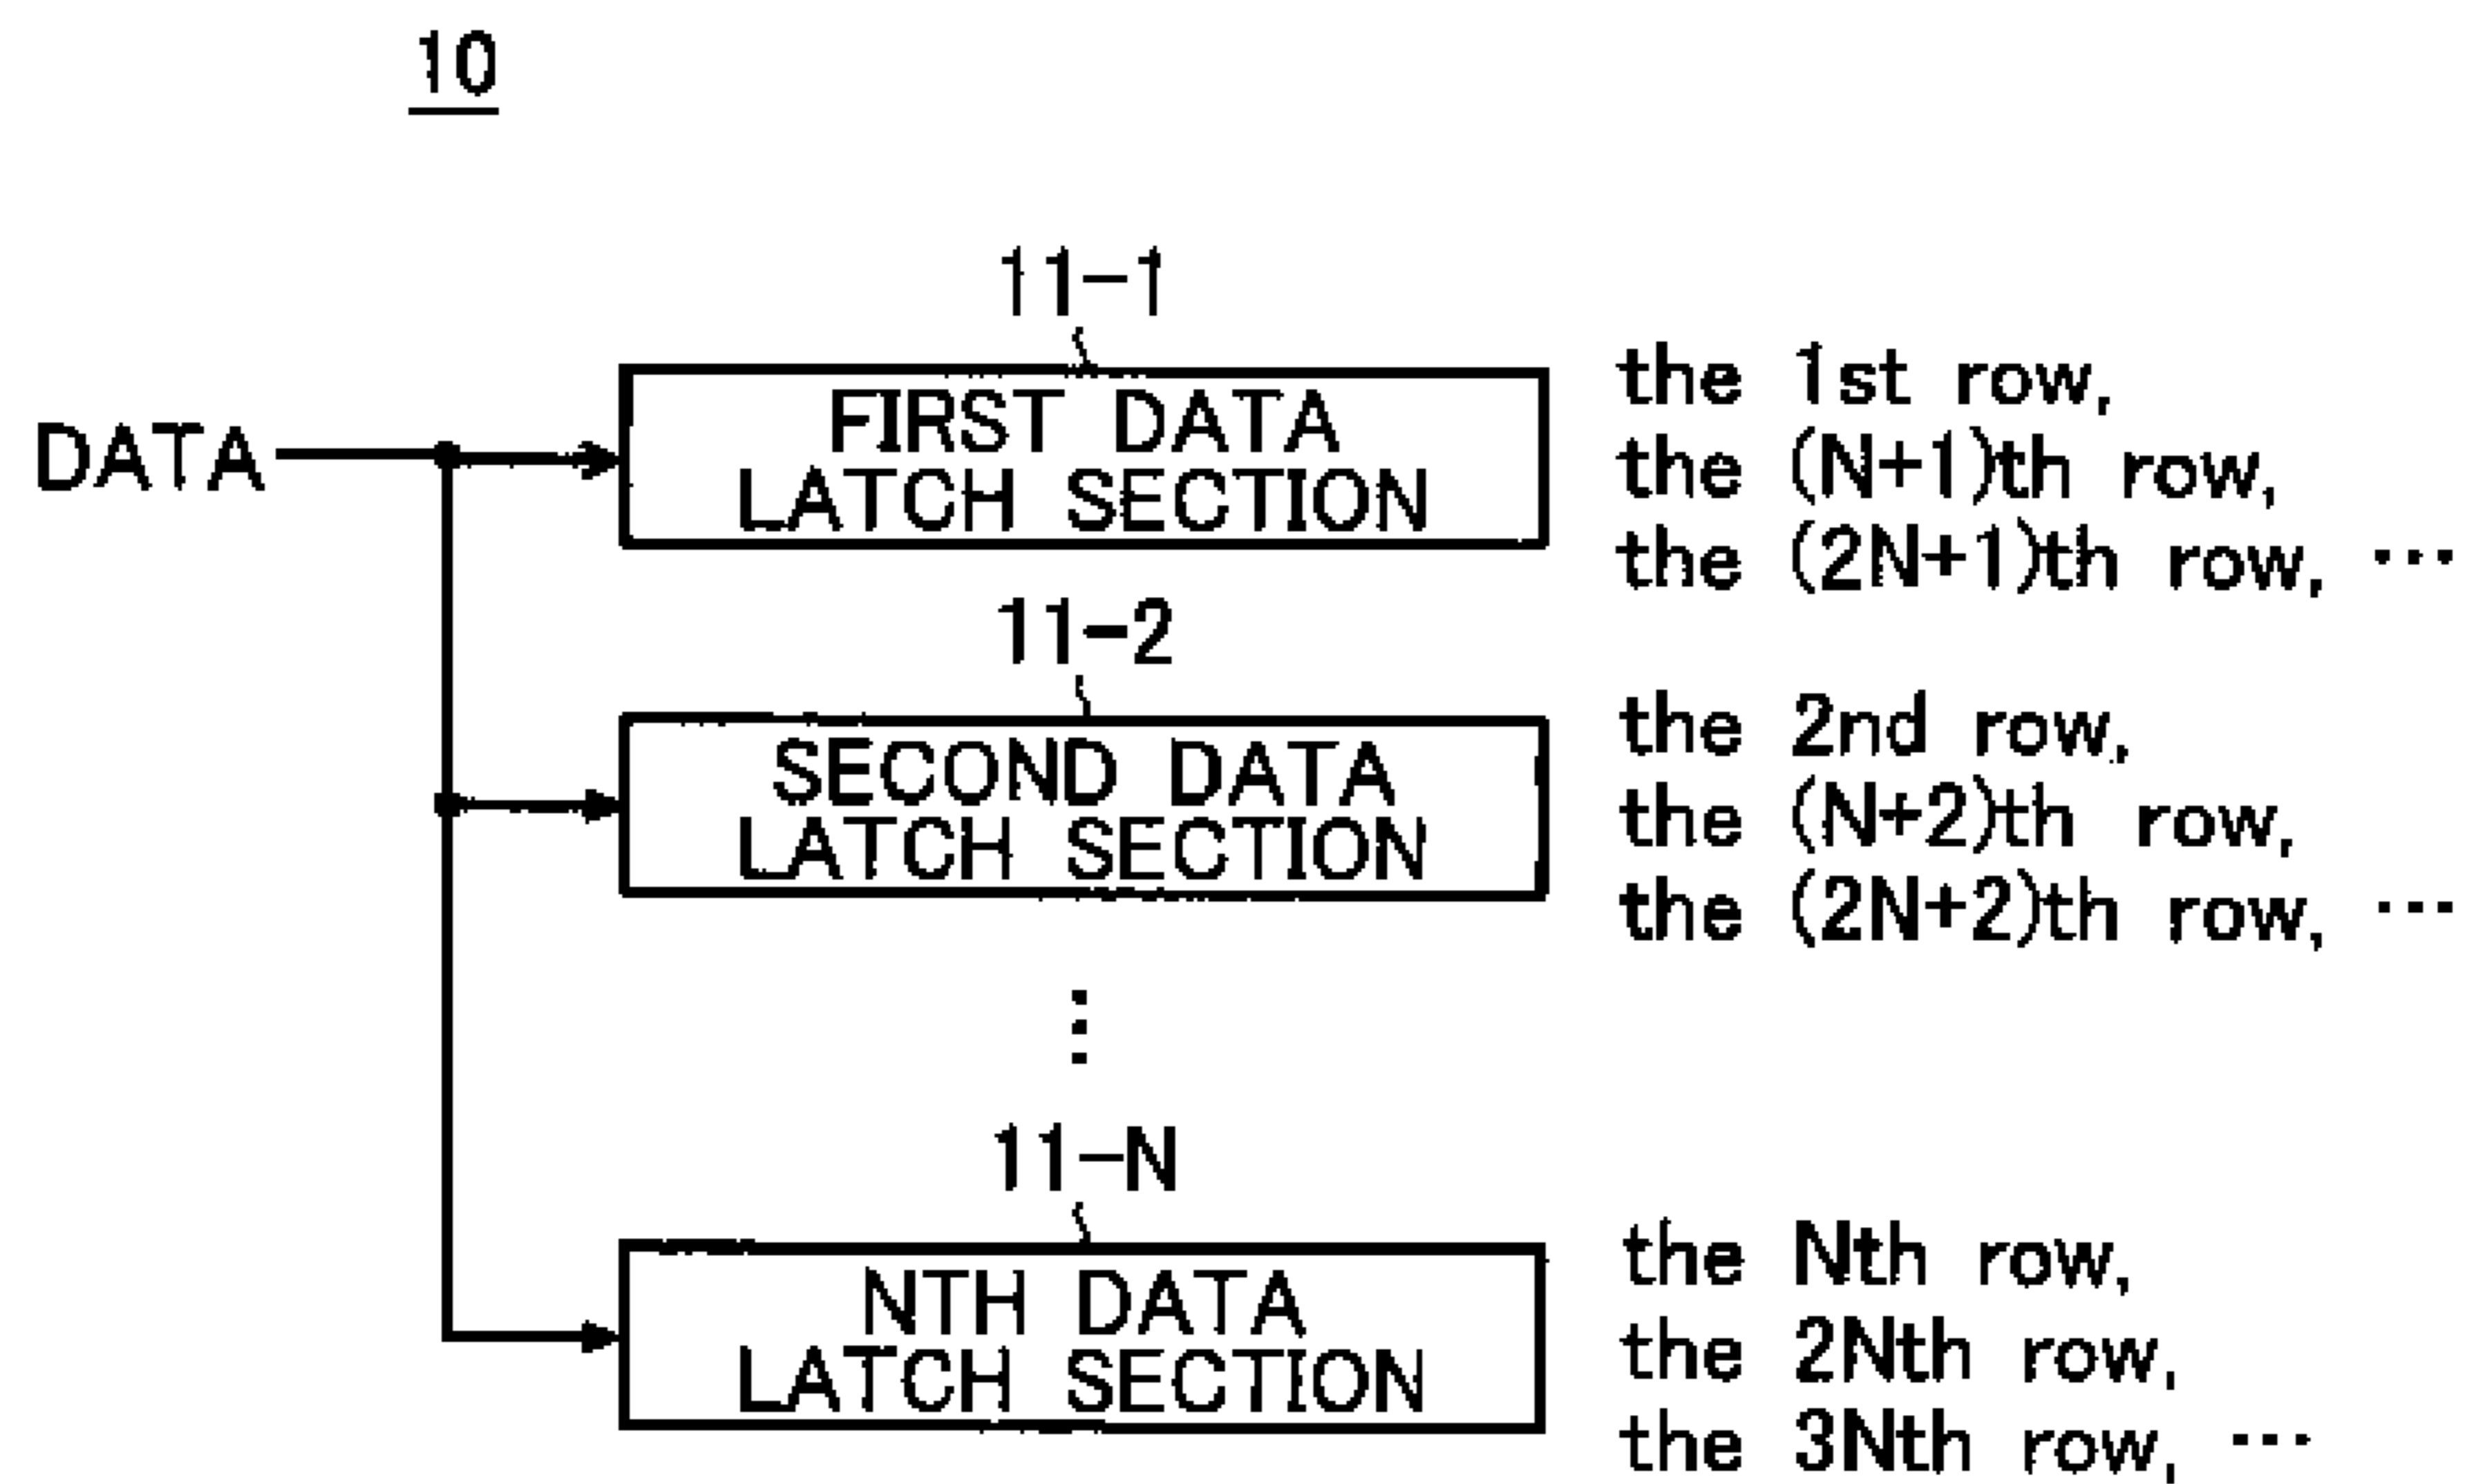 10
11-1
DATA
FIRST DATA
LATCH SECTION
the 1st row,
the (N+1)th row,
the (2N+1)th row, ···
11-2
SECOND DATA
LATCH SECTION
the 2nd row,
the (N+2)th row,
the (2N+2)th row, ···
11-N
NTH DATA
LATCH SECTION
the Nth row,
the 2Nth row,
the 3Nth row, ···